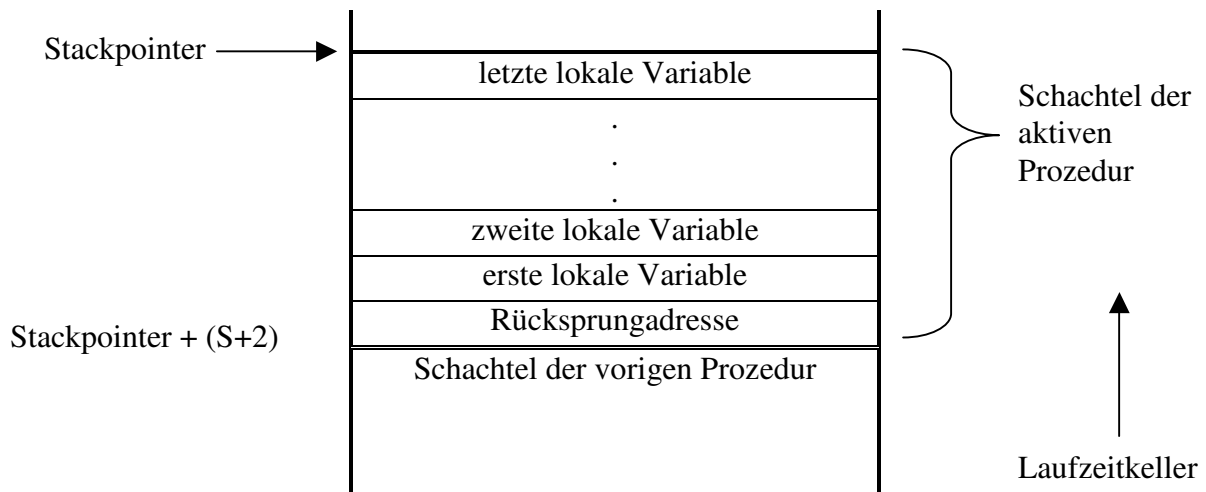 Stackpointer
letzte lokale Variable
.
.
.
zweite lokale Variable
erste lokale Variable
Rücksprungadresse
Stackpointer + (S+2)
Schachtel der vorigen Prozedur
Schachtel der
aktiven
Prozedur
Laufzeitkeller